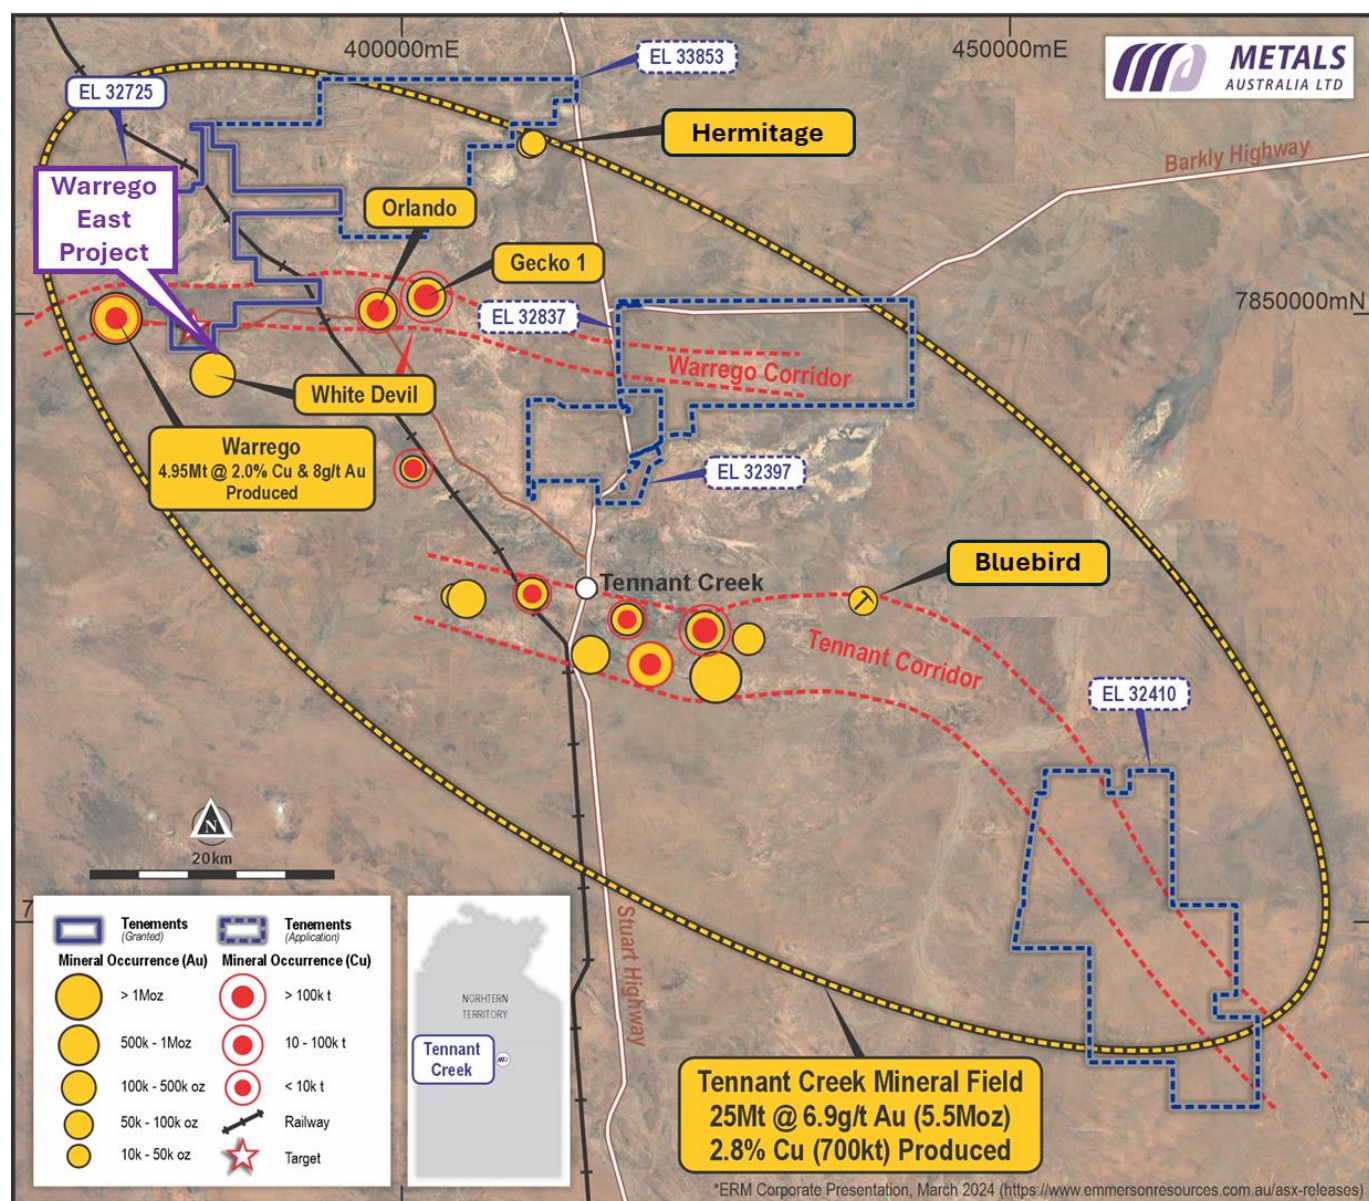 400000mE
450000mE
METALS
AUSTRALIA LTD
EL 33853
EL 32725
Hermitage
Barkly Highway
Warrego
East
Project
Orlando
Gecko 1
7850000mN
EL 32837
Warrego Corridor
White Devil
Warrego
4.95Mt @ 2.0% Cu & 8g/t Au
Produced
EL 32397
Tennant Creek
Bluebird
Tennant Corridor
EL 32410
N
20km
7
Stuart Highway
Tenements
(Granted)
Tenements
(Application)
Mineral Occurrence (Au)
Mineral Occurrence (Cu)
> 1Moz
> 100k t
500k - 1Moz
10 - 100k t
100k - 500k oz
< 10k t
50k - 100k oz
Railway
10k - 50k oz
Target
NORHTERN
TERRITORY
Tennant
Creek
Tennant Creek Mineral Field
25Mt @ 6.9g/t Au (5.5Moz)
2.8% Cu (700kt) Produced
*ERM Corporate Presentation, March 2024 (https://www.emmersonresources.com.au/asx-releases)